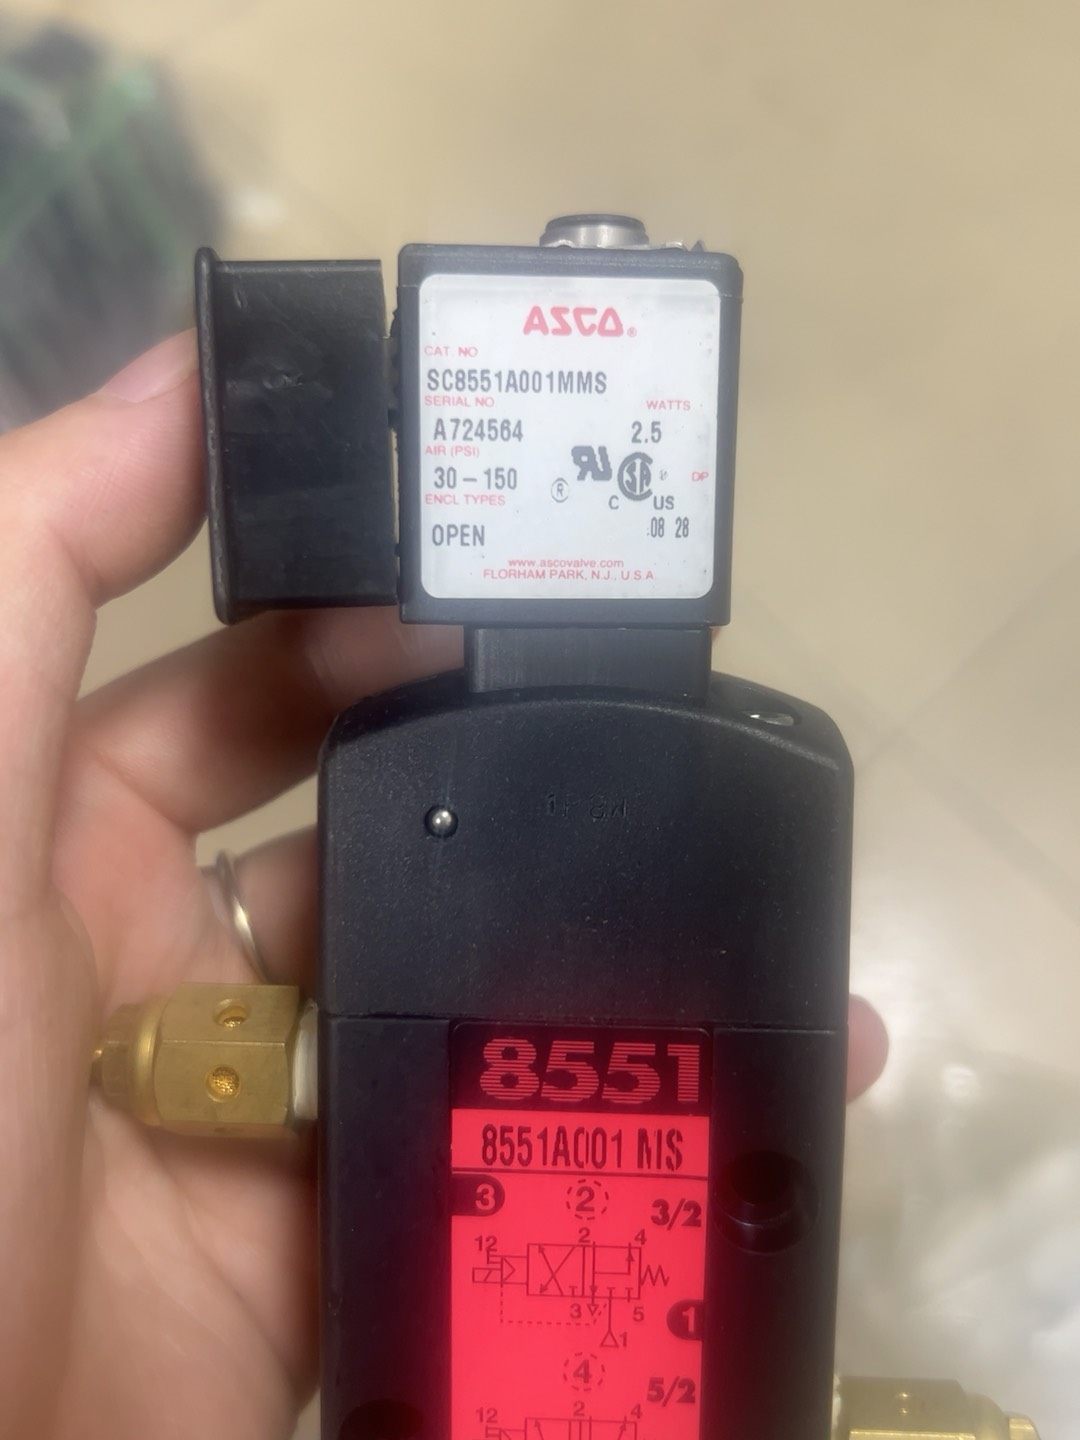 ASCO®
CAT. NO
SC8551A001MMS
SERIAL NO. WATTS
A724564 2.5
AIR (PSI)
30 – 150 ® C US DP
ENCL TYPES
OPEN 08 28
www.ascovalve.com
FLORHAM PARK, N.J., U.S.A.
8551
8551A001 MS
3 2 3/2
12 2 4
3 5 1
1
4 5/2
12 2 4